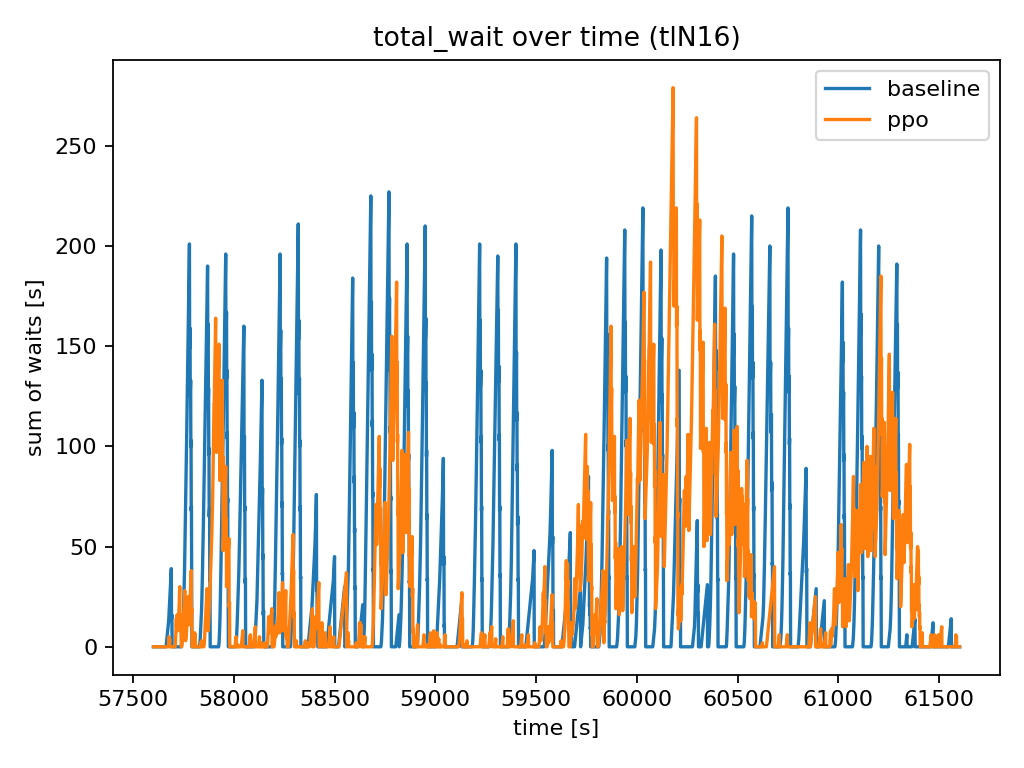 total_wait over time (tlN16)
baseline
ppo
sum of waits [s]
250
200
150
100
50
0
57500 58000 58500 59000 59500 60000 60500 61000 61500
time [s]